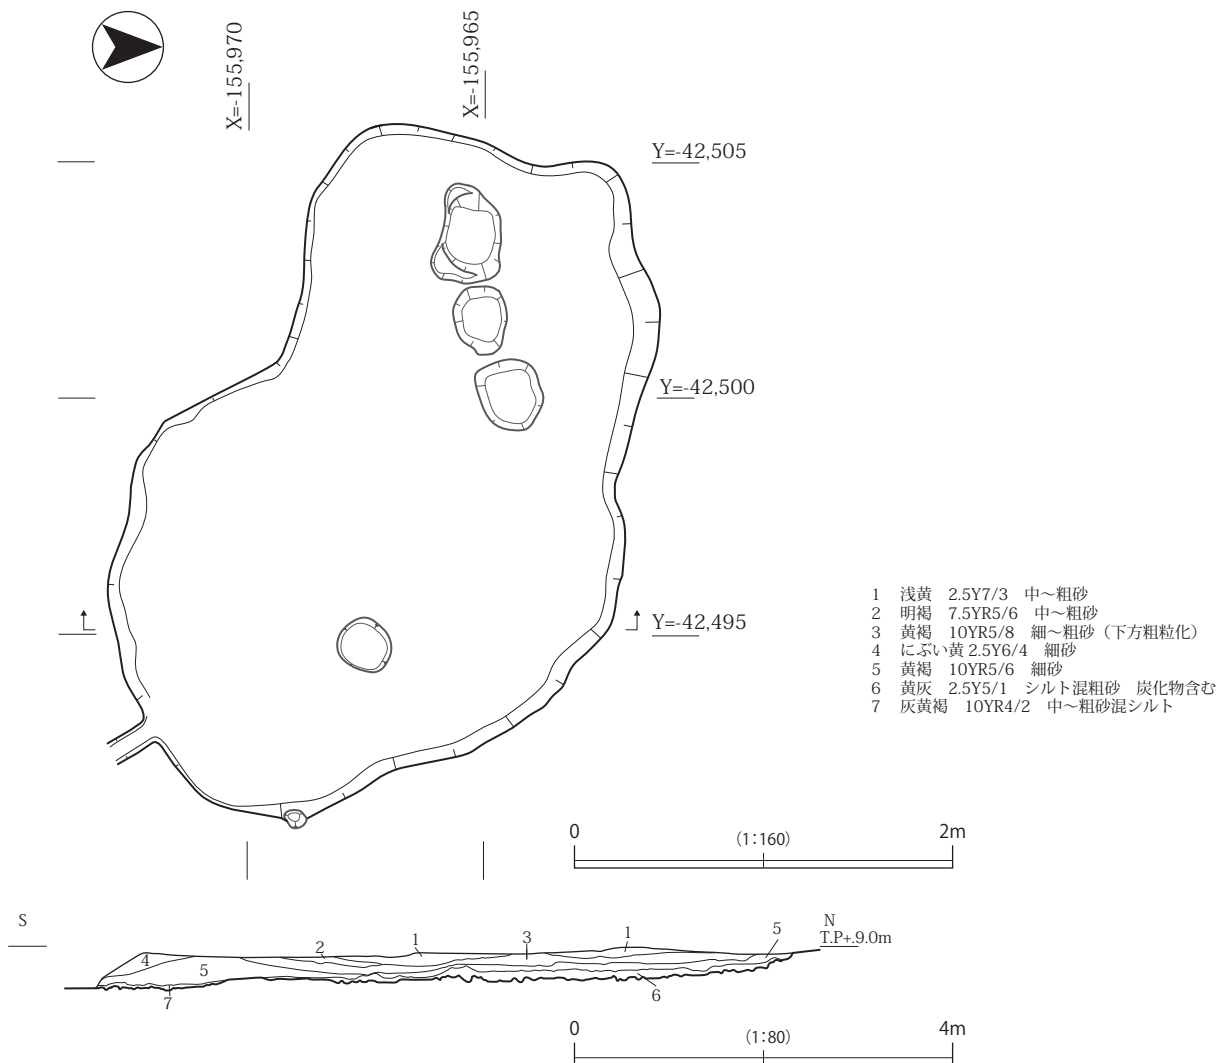 X=-155,970
X=-155,965
Y=-42,505
Y=-42,500
Y=-42,495
1 浅黄 2.5Y7/3 中〜粗砂
2 明褐 7.5YR5/6 中〜粗砂
3 黄褐 10YR5/8 細〜粗砂（下方粗粒化）
4 にぶい黄 2.5Y6/4 細砂
5 黄褐 10YR5/6 細砂
6 黄灰 2.5Y5/1 シルト混粗砂 炭化物含む
7 灰黄褐 10YR4/2 中〜粗砂混シルト
0 (1:160) 2m
S
N
T.P+.9.0m
4 5 7 2 1 3 1 6 5
0 (1:80) 4m